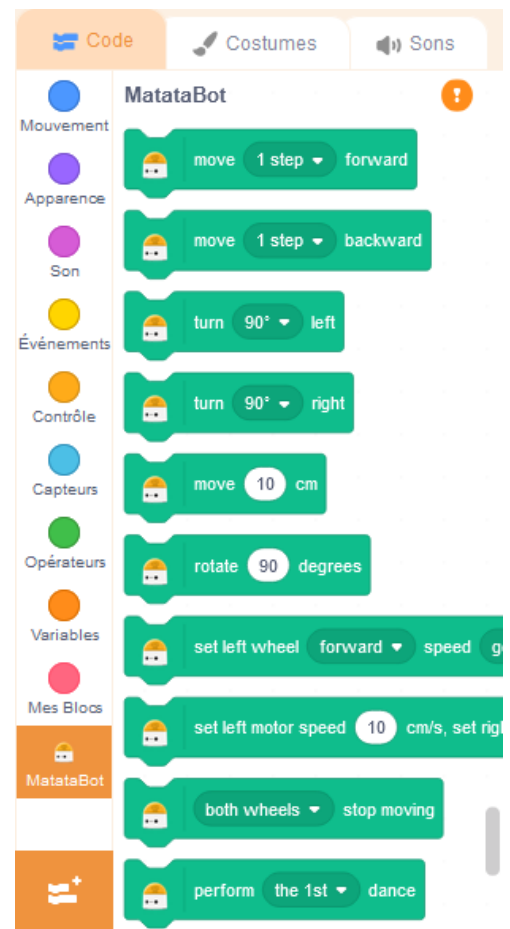 Code
Costumes
Sons
MatataBot
Mouvement
Apparence
Son
Événements
Contrôle
Capteurs
Opérateurs
Variables
Mes Blocs
MatataBot
move 1 step forward
move 1 step backward
turn 90° left
turn 90° right
move 10 cm
rotate 90 degrees
set left wheel forward speed
set left motor speed 10 cm/s, set
both wheels stop moving
perform the 1st dance